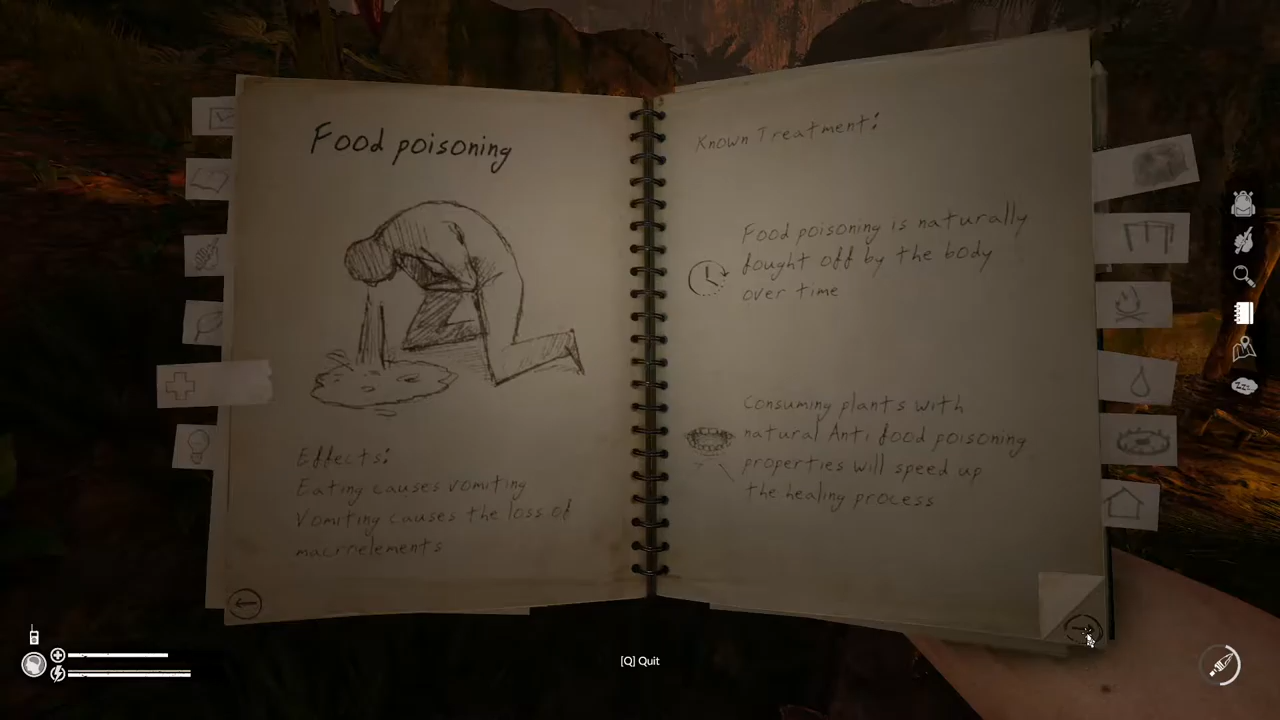 Food poisoning
Effects:
Eating causes vomiting
Vomiting causes the loss of
macrrelements
Known Treatment:
Food poisoning is naturally
fought off by the body
over time
Consuming plants with
natural Anti food poisoning
properties will speed up
the healing process
[Q] Quit
zzz